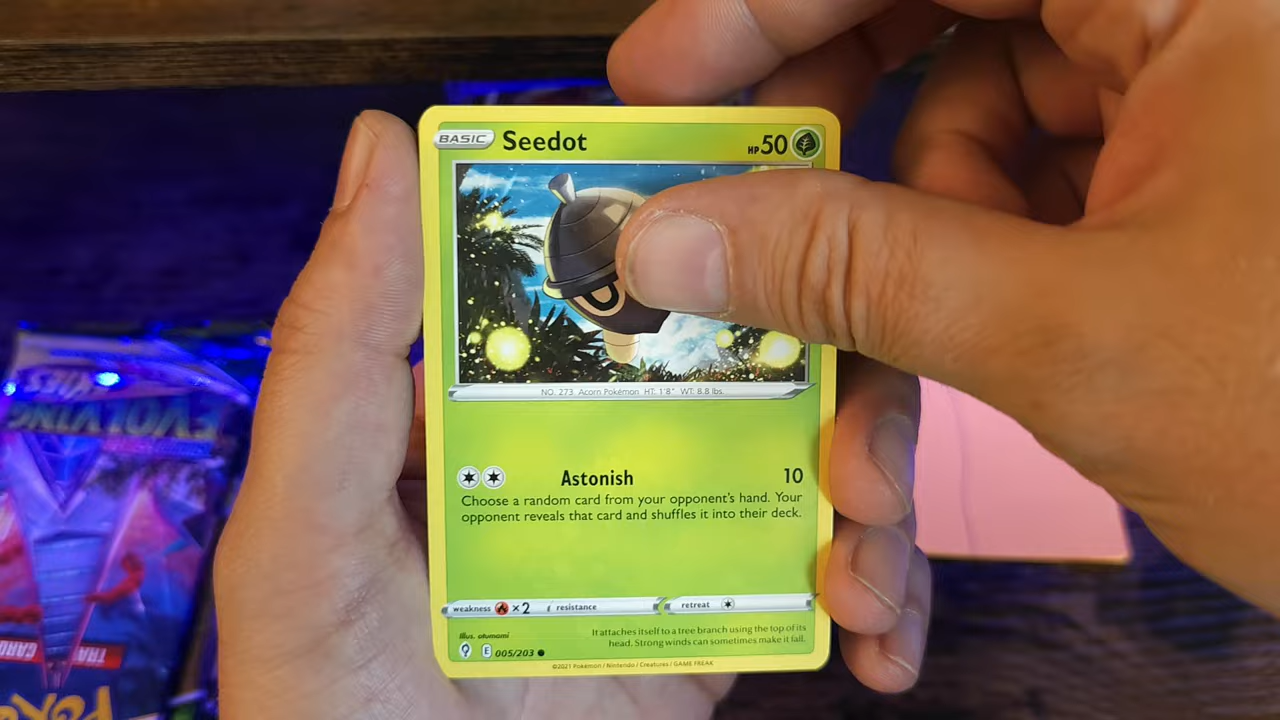 BASIC Seedot HP 50
NO. 273 Acorn Pokémon HT: 1'8" WT: 8.8 lbs.
Astonish 10
Choose a random card from your opponent's hand. Your
opponent reveals that card and shuffles it into their deck.
weakness ×2 resistance retreat
Illus. otumami
It attaches itself to a tree branch using the top of its
head. Strong winds can sometimes make it fall.
E 005/203
©2021 Pokémon / Nintendo / Creatures / GAME FREAK
EVOLVING
SKIES